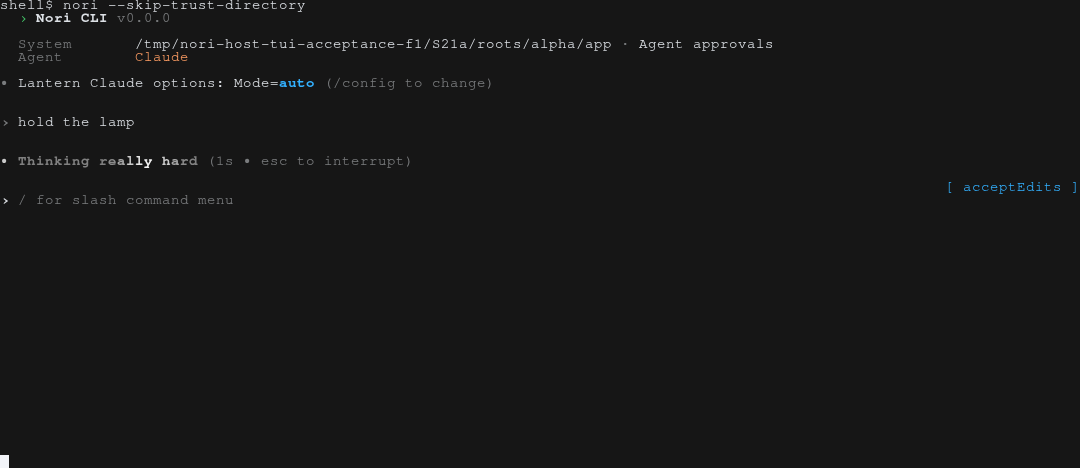 shell$ nori --skip-trust-directory
› Nori CLI v0.0.0
System /tmp/nori-host-tui-acceptance-f1/S21a/roots/alpha/app · Agent approvals
Agent Claude
• Lantern Claude options: Mode=auto (/config to change)
› hold the lamp
• Thinking really hard (1s • esc to interrupt)
[ acceptEdits ]
› / for slash command menu